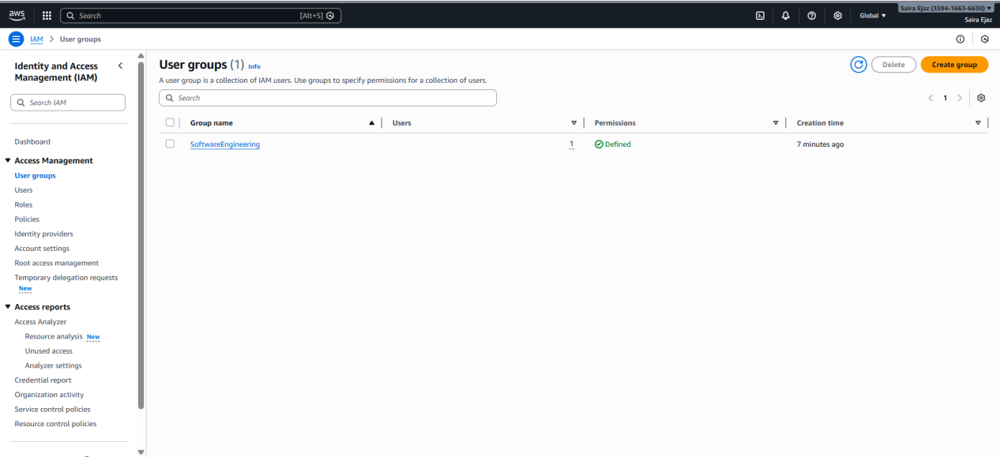 aws
Search [Alt+S]
Global ▼
Saira Ejaz (3594-1663-6630) ▼
Saira Ejaz
IAM > User groups
Identity and Access Management (IAM)
Search IAM
Dashboard
Access Management
User groups
Users
Roles
Policies
Identity providers
Account settings
Root access management
Temporary delegation requests
New
Access reports
Access Analyzer
Resource analysis New
Unused access
Analyzer settings
Credential report
Organization activity
Service control policies
Resource control policies
User groups (1) Info
A user group is a collection of IAM users. Use groups to specify permissions for a collection of users.
Delete
Create group
Search
1
Group name Users Permissions Creation time
SoftwareEngineering 1 Defined 7 minutes ago